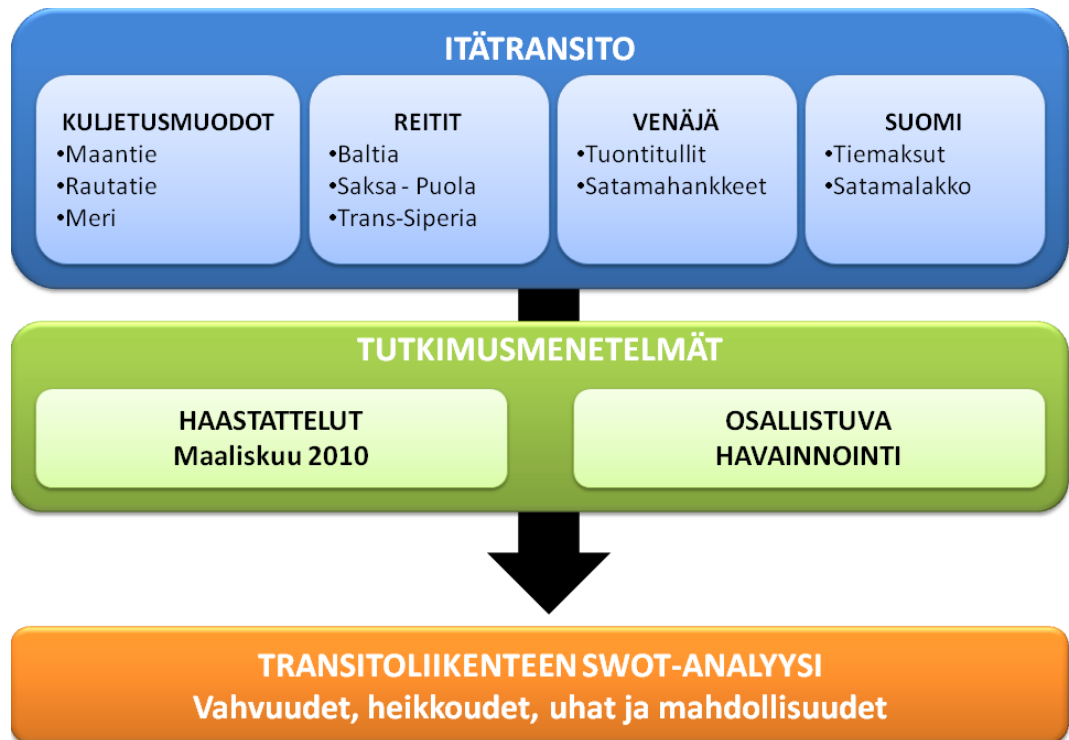 ITÄTRANSITO
KULJETUSMUODOT
•Maantie
•Rautatie
•Meri
REITIT
•Baltia
•Saksa - Puola
•Trans-Siperia
VENÄJÄ
•Tuontitullit
•Satamahankkeet
SUOMI
•Tiemaksut
•Satamalakko
TUTKIMUSMENETELMÄT
HAASTATTELUT
Maaliskuu 2010
OSALLISTUVA
HAVAINNOINTI
TRANSITOLIIKENTEEN SWOT-ANALYYSI
Vahvuudet, heikkoudet, uhat ja mahdollisuudet